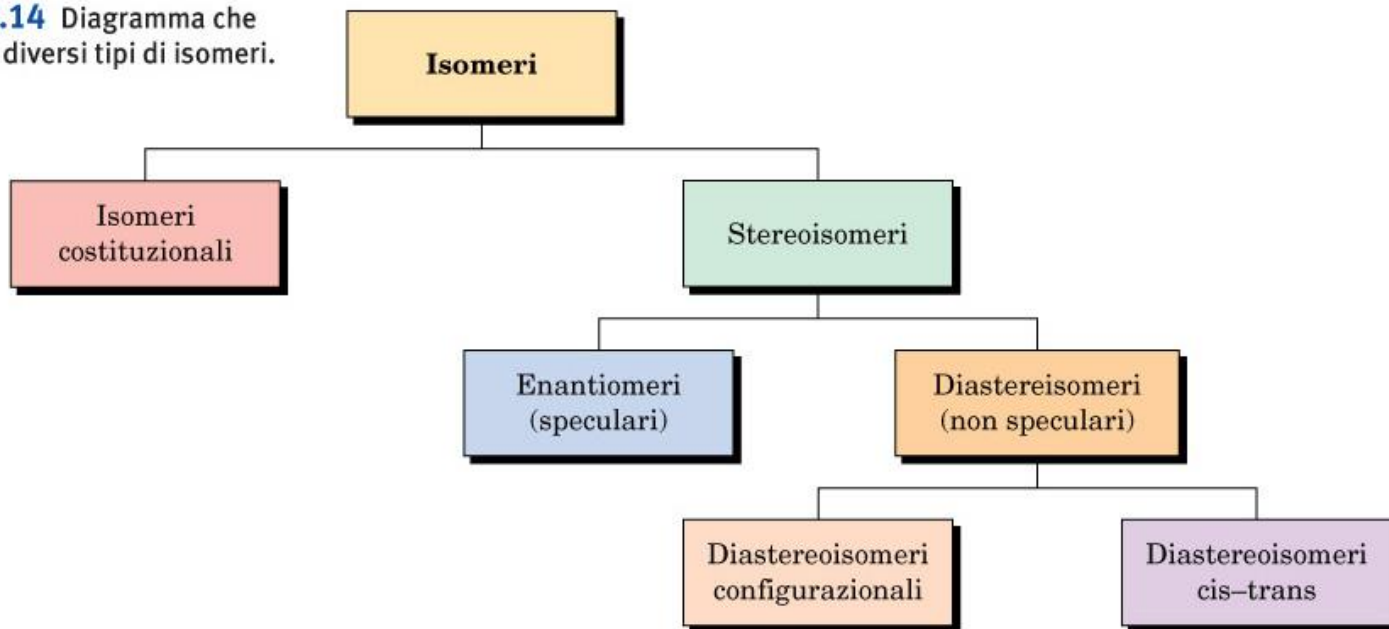 .14 Diagramma che
diversi tipi di isomeri.
Isomeri
Isomeri
costituzionali
Stereoisomeri
Enantiomeri
(speculari)
Diastereisomeri
(non speculari)
Diastereoisomeri
configurazionali
Diastereoisomeri
cis–trans